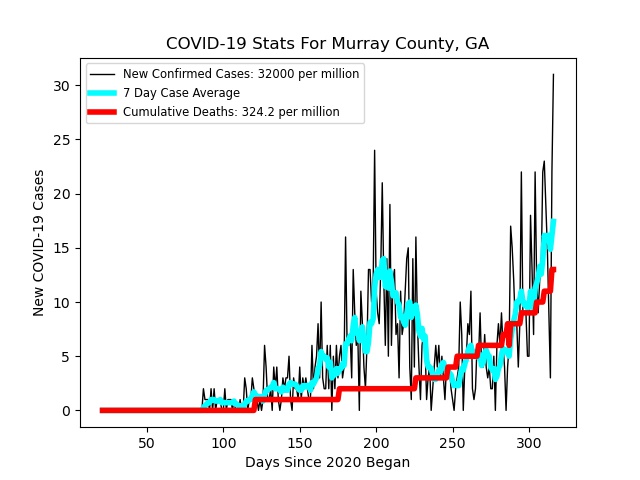 COVID-19 Stats For Murray County, GA
New Confirmed Cases: 32000 per million
7 Day Case Average
Cumulative Deaths: 324.2 per million
New COVID-19 Cases
30
25
20
15
10
5
0
50 100 150 200 250 300
Days Since 2020 Began